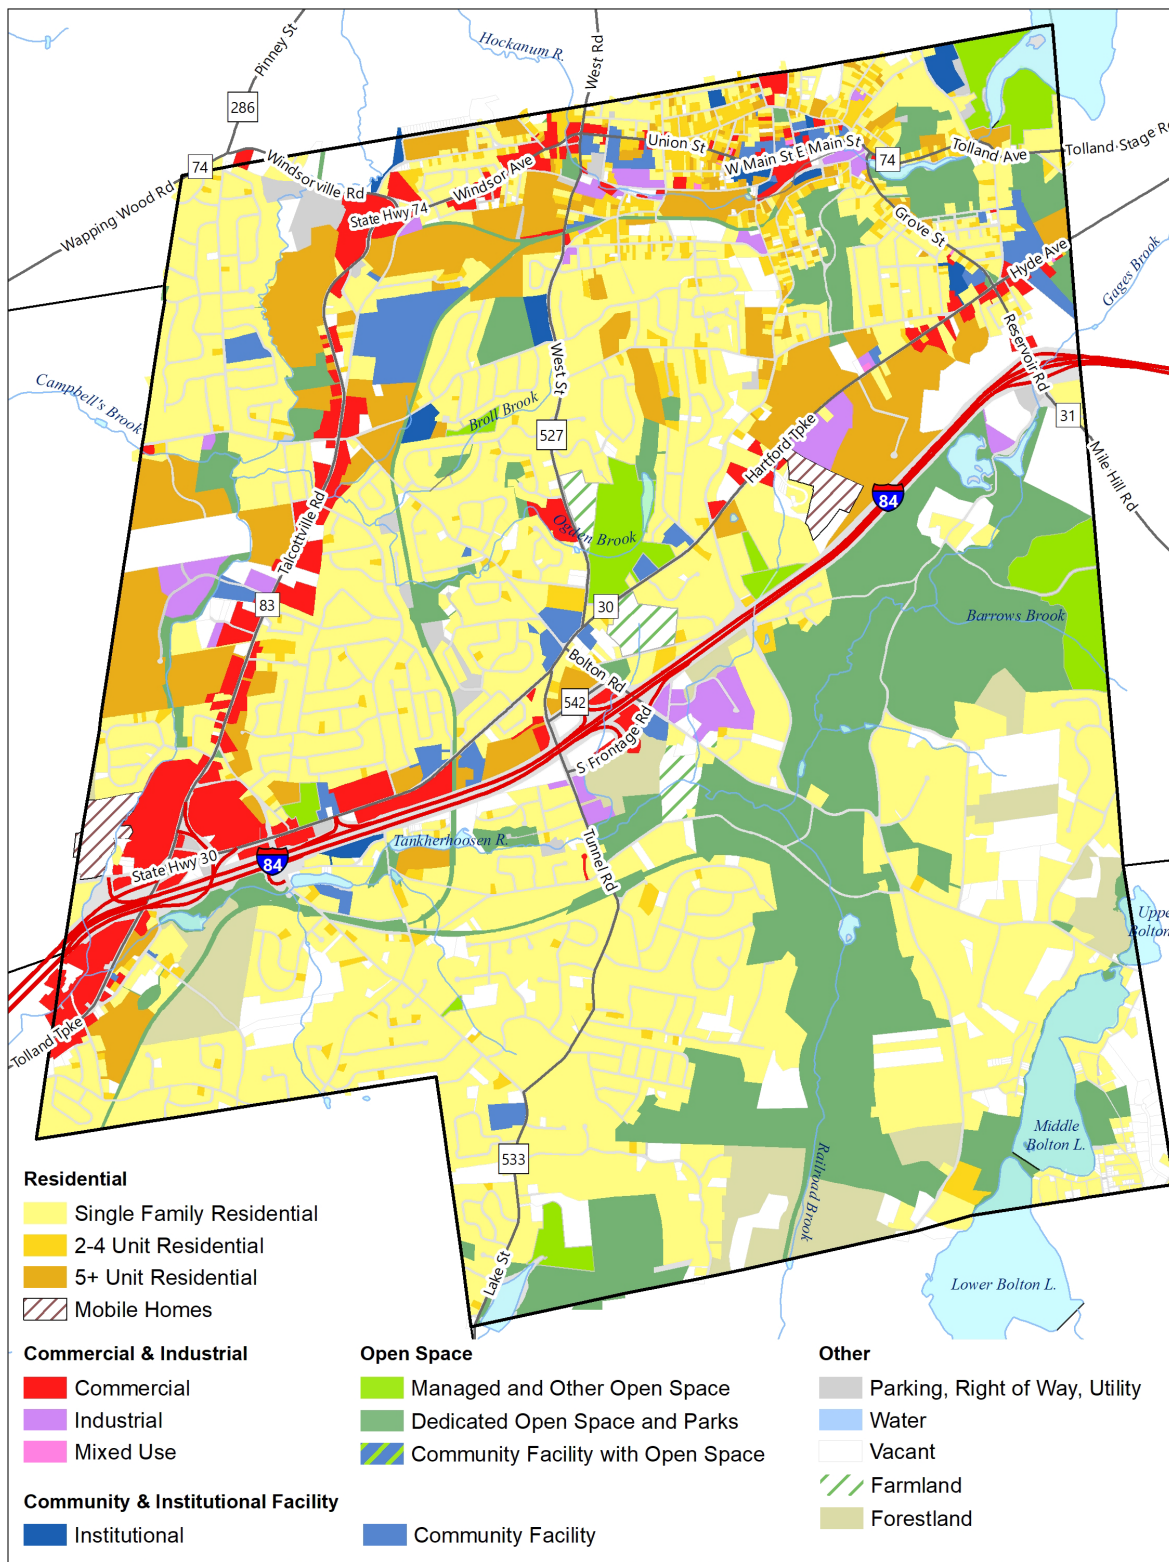 Pinney St
Hockanum R.
West Rd
286
74
Windsorville Rd
Wapping Wood Rd
State Hwy 74
Windsor Ave
Union St
W Main St E Main St
74
Tolland Ave
Tolland Stage Rd
Grove St
Hyde Ave
Gages Brook
Reservoir Rd
31
Mile Hill Rd
Campbell's Brook
West St
Broll Brook
527
Hartford Tpke
84
Talcottville Rd
Ogden Brook
83
30
Barrows Brook
Bolton Rd
542
S Frontage Rd
State Hwy 30
84
Tankherhoosen R.
Tunnel Rd
Upper
Bolton
Tolland Tpke
Middle
Bolton L.
533
Railroad Brook
Lake St
Lower Bolton L.
Residential
Single Family Residential
2-4 Unit Residential
5+ Unit Residential
Mobile Homes
Commercial & Industrial
Commercial
Industrial
Mixed Use
Community & Institutional Facility
Institutional
Community Facility
Open Space
Managed and Other Open Space
Dedicated Open Space and Parks
Community Facility with Open Space
Other
Parking, Right of Way, Utility
Water
Vacant
Farmland
Forestland